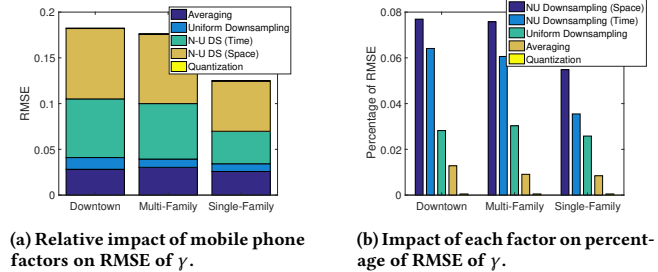 0.2
0.15
0.1
0.05
0
RMSE
Averaging
Uniform Downsampling
N-U DS (Time)
N-U DS (Space)
Quantization
Downtown Multi-Family Single-Family
(a) Relative impact of mobile phone
factors on RMSE of γ.
0.08
0.06
0.04
0.02
0
Percentage of RMSE
NU Downsampling (Space)
NU Downsampling (Time)
Uniform Downsampling
Averaging
Quantization
Downtown Multi-Family Single-Family
(b) Impact of each factor on percent-
age of RMSE of γ.